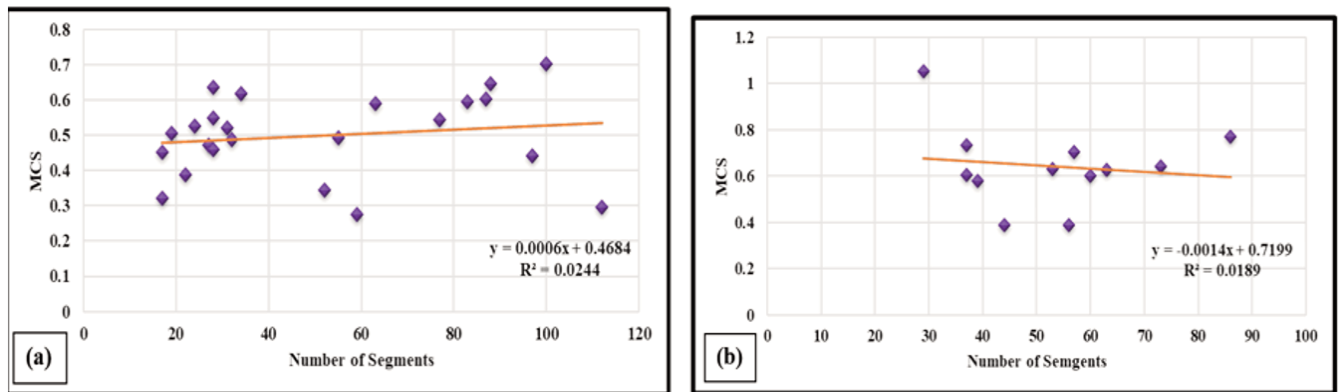 0.8
0.7
0.6
0.5
0.4
0.3
0.2
0.1
0
MCS
y = 0.0006x + 0.4684
R² = 0.0244
0 20 40 60 80 100 120
Number of Segments
(a)
1.2
1
0.8
0.6
0.4
0.2
0
MCS
y = -0.0014x + 0.7199
R² = 0.0189
0 10 20 30 40 50 60 70 80 90 100
Number of Semgents
(b)